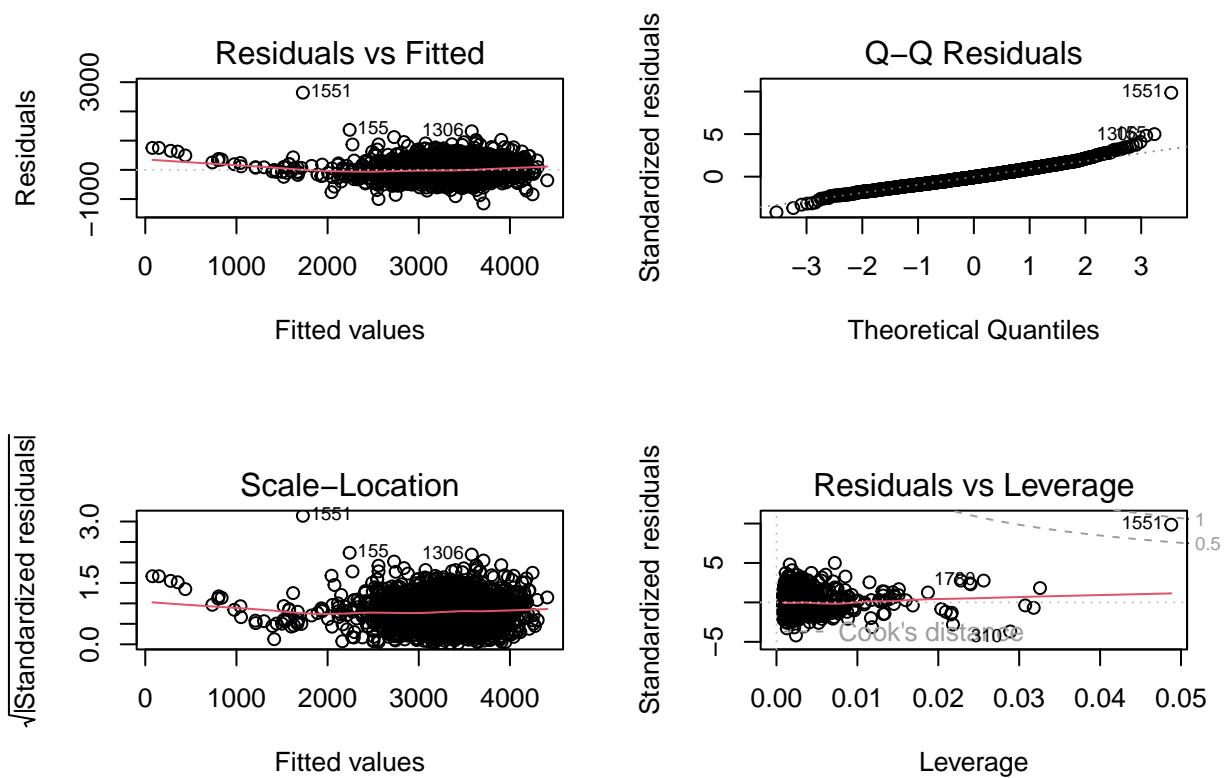 Residuals vs Fitted
Residuals
3000
−1000
1551
155
1306
0 1000 2000 3000 4000
Fitted values
Q−Q Residuals
Standardized residuals
5
0
1551
−3 −2 −1 0 1 2 3
Theoretical Quantiles
Scale−Location
√|Standardized residuals|
3.0
1.5
0.0
1551
155
1306
0 1000 2000 3000 4000
Fitted values
Residuals vs Leverage
Standardized residuals
5
−5
1551
1
0.5
310
Cook's distance
0.00 0.01 0.02 0.03 0.04 0.05
Leverage